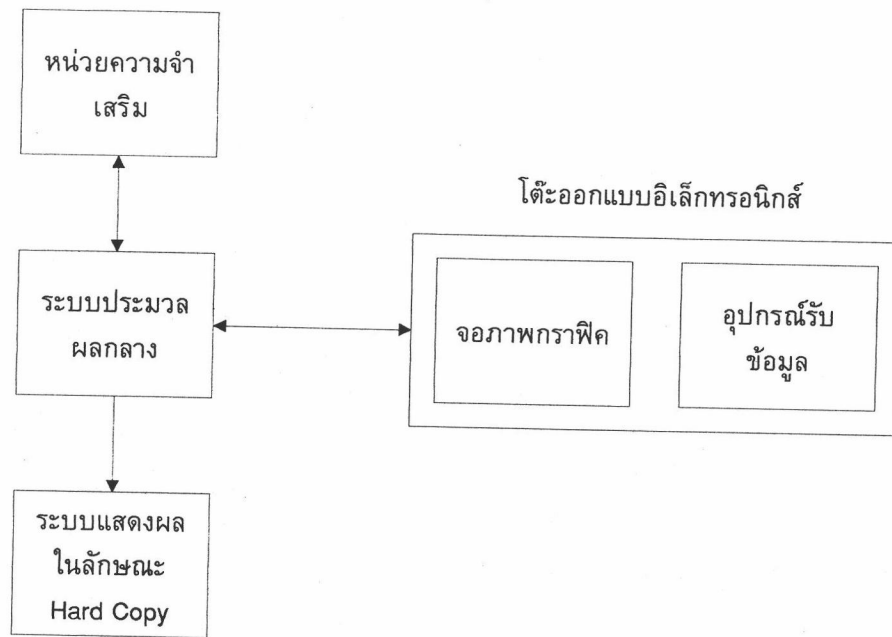 หน่วยความจำ
เสริม
โต๊ะออกแบบอิเล็กทรอนิกส์
ระบบประมวล
ผลกลาง
จอภาพกราฟิค
อุปกรณ์รับ
ข้อมูล
ระบบแสดงผล
ในลักษณะ
Hard Copy